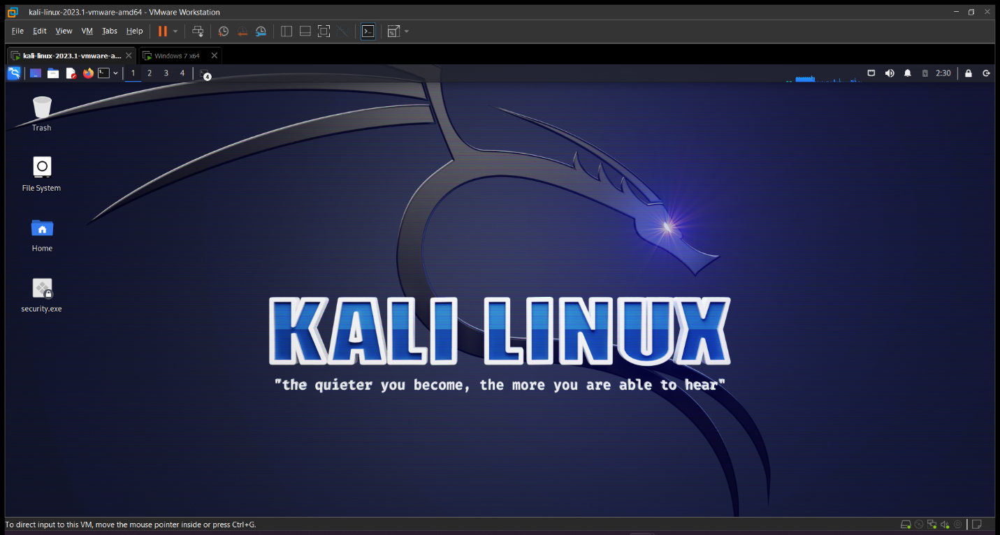 kali-linux-2023.1-vmware-amd64 - VMware Workstation
File Edit View VM Tabs Help
kali-linux-2023.1-vmware-a...
Windows 7 x64
1 2 3 4
4
2:30
Trash
File System
Home
security.exe
KALI LINUX
"the quieter you become, the more you are able to hear"
To direct input to this VM, move the mouse pointer inside or press Ctrl+G.